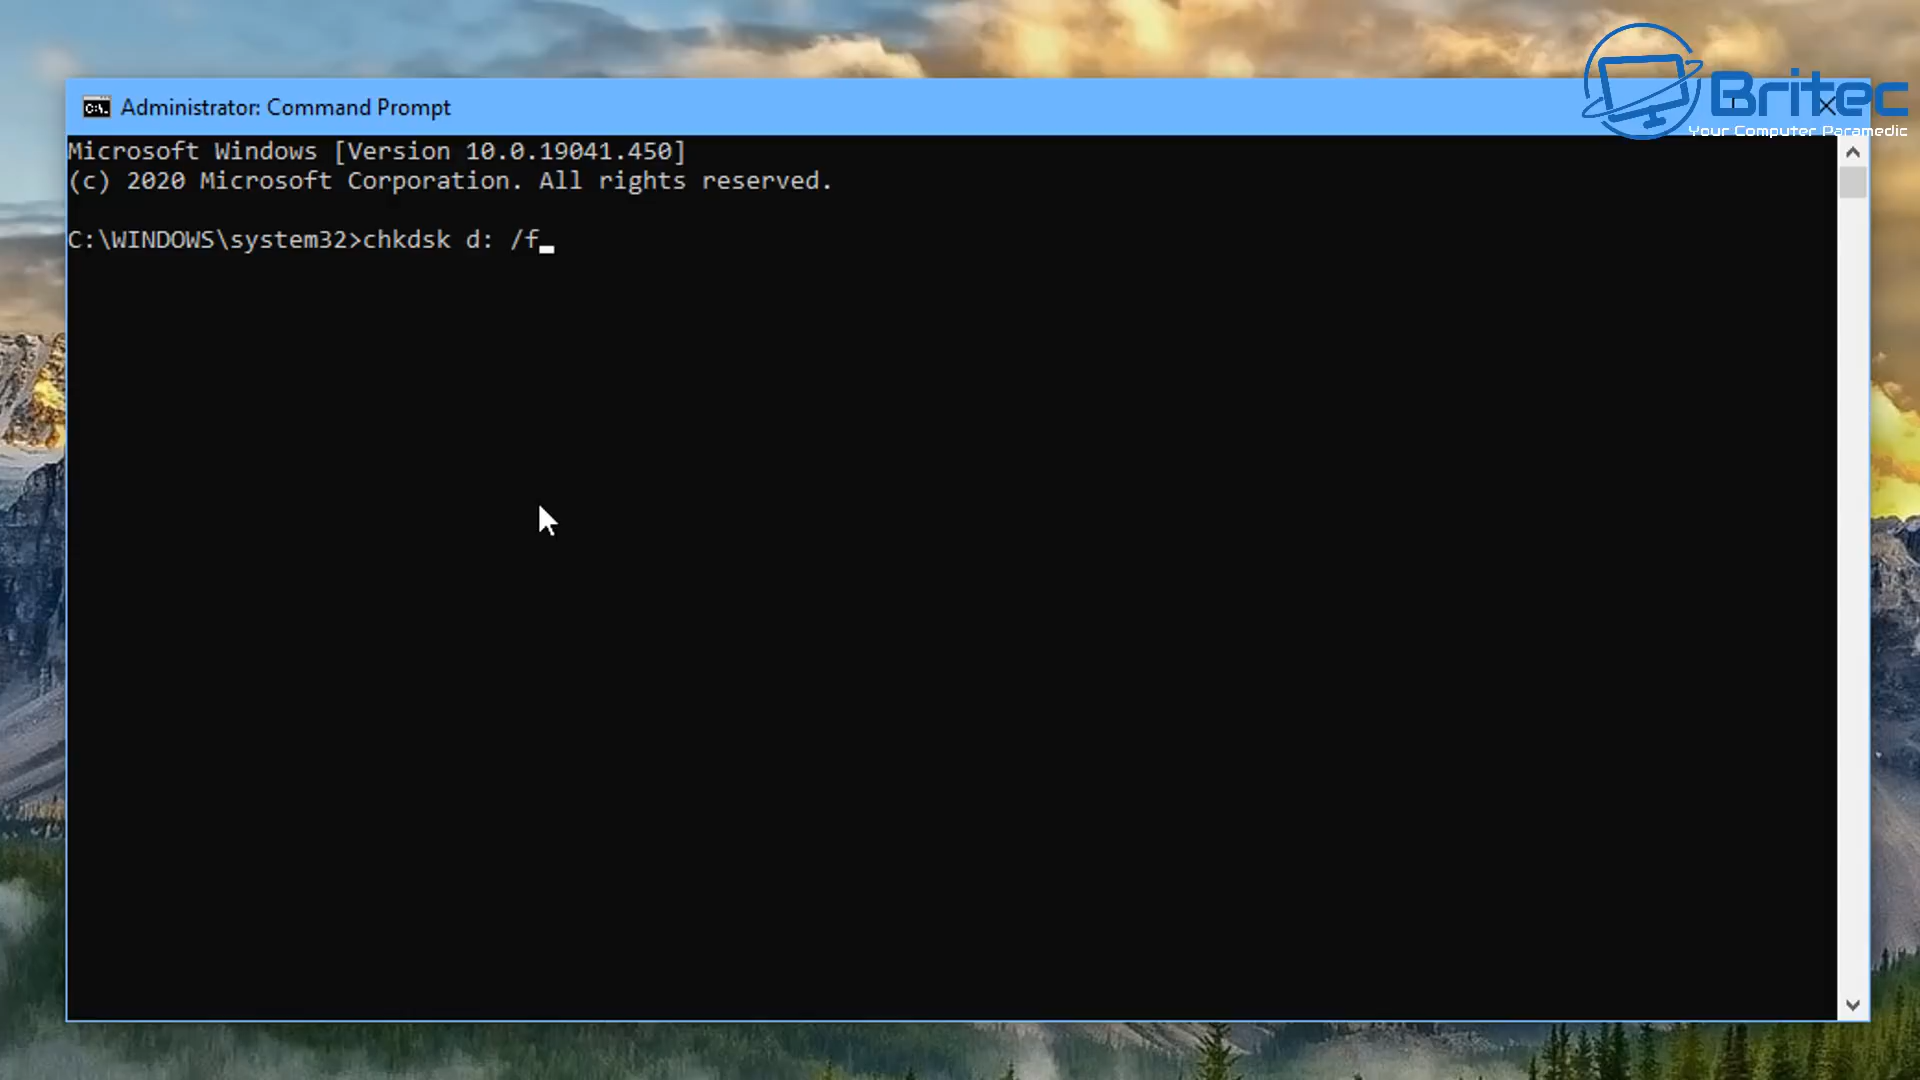 Britec
Your Computer Paramedic
Administrator: Command Prompt
Microsoft Windows [Version 10.0.19041.450]
(c) 2020 Microsoft Corporation. All rights reserved.
C:\WINDOWS\system32>chkdsk d: /f